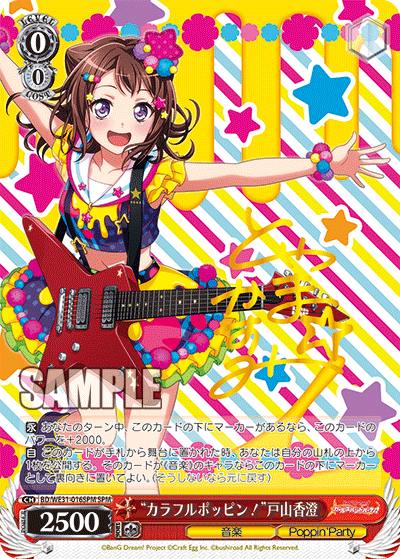 LEVEL
0
0
COST
とやま☆
かすみ
SAMPLE
永 あなたのターン中、このカードの下にマーカーがあるなら、このカードの
パワーを+2000。
自 このカードが手札から舞台に置かれた時、あなたは自分の山札の上から
1枚を公開する。そのカードが《音楽》のキャラならこのカードの下にマーカー
として裏向きに置いてよい。(そうしないなら元に戻す)
CH BD/WE31-016SPM SPM
2500
“カラフルポッピン!”戸山香澄
音楽
Poppin'Party
©BanG Dream! Project ©Craft Egg Inc. ©bushiroad All Rights Reserved.